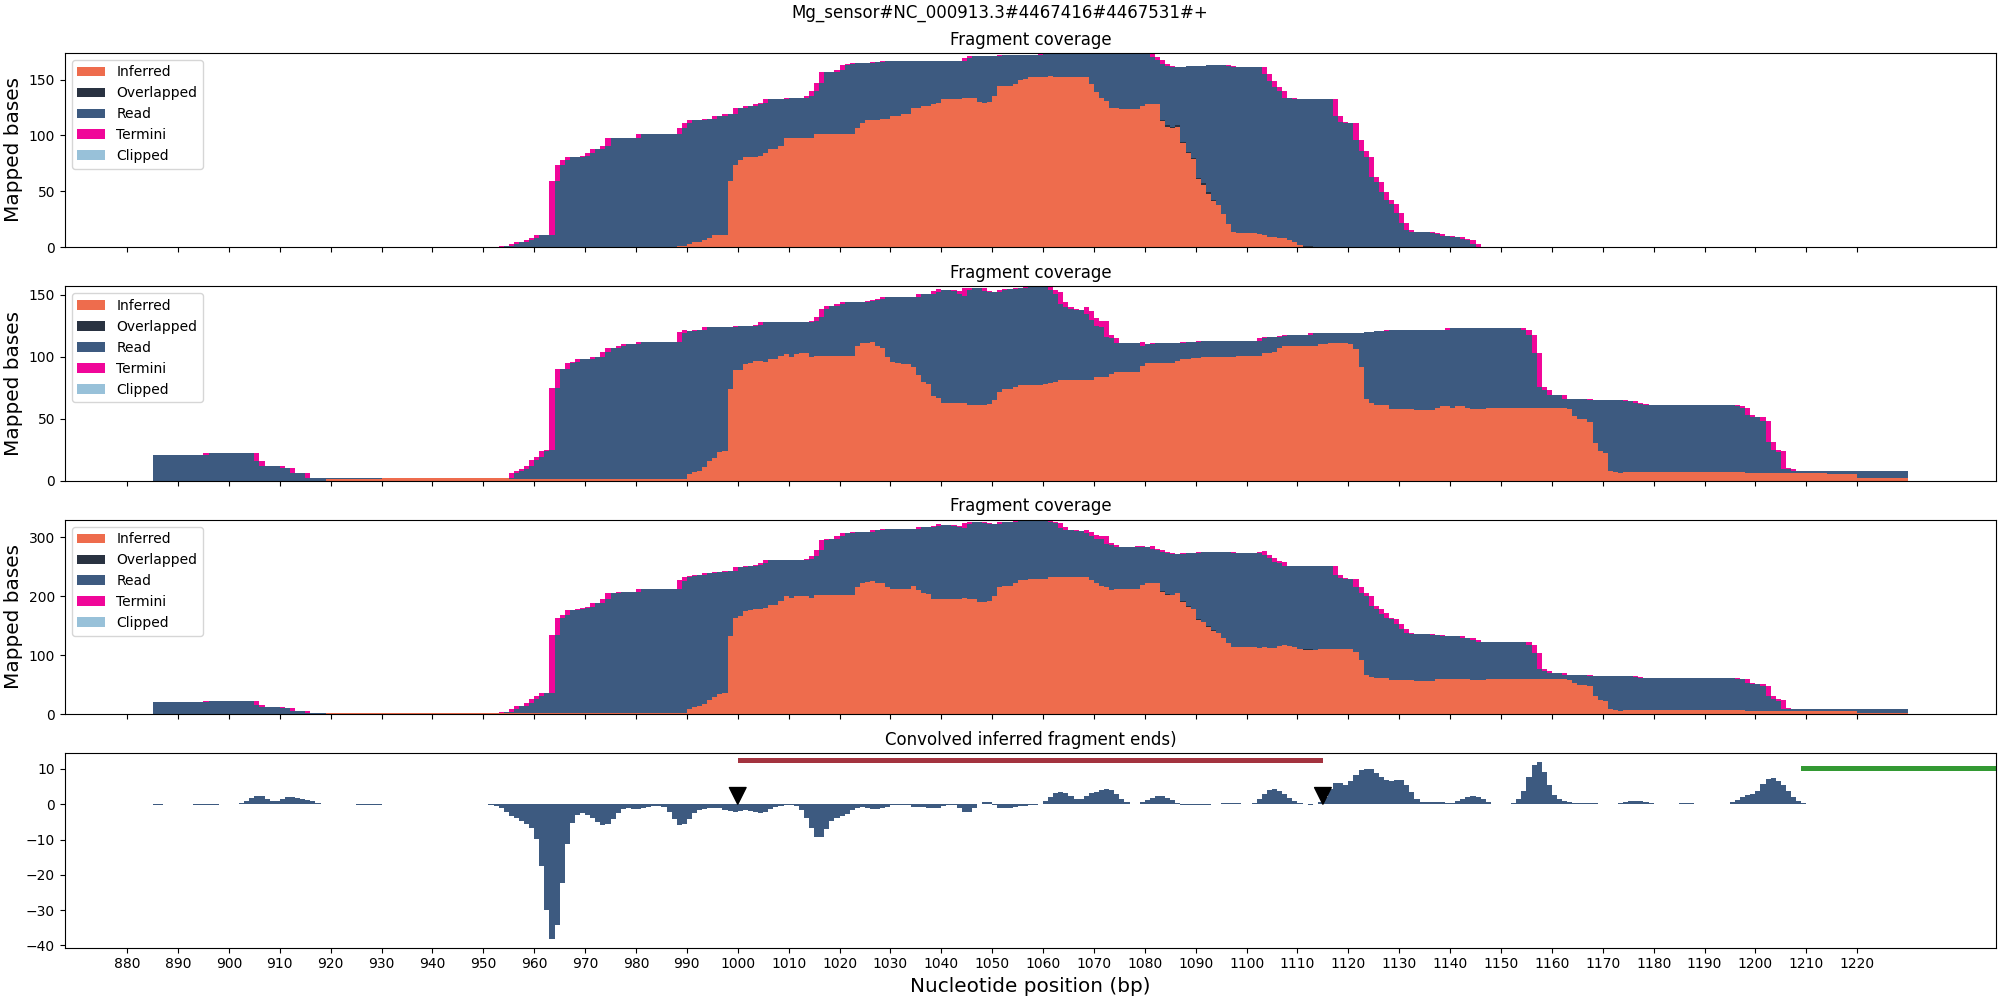 Mg_sensor#NC_000913.3#4467416#4467531#+
Fragment coverage
Mapped bases
150
100
50
0
Inferred
Overlapped
Read
Termini
Clipped
Fragment coverage
Mapped bases
150
100
50
0
Inferred
Overlapped
Read
Termini
Clipped
Fragment coverage
Mapped bases
300
200
100
0
Inferred
Overlapped
Read
Termini
Clipped
Convolved inferred fragment ends)
10
0
−10
−20
−30
−40
880 890 900 910 920 930 940 950 960 970 980 990 1000 1010 1020 1030 1040 1050 1060 1070 1080 1090 1100 1110 1120 1130 1140 1150 1160 1170 1180 1190 1200 1210 1220
Nucleotide position (bp)